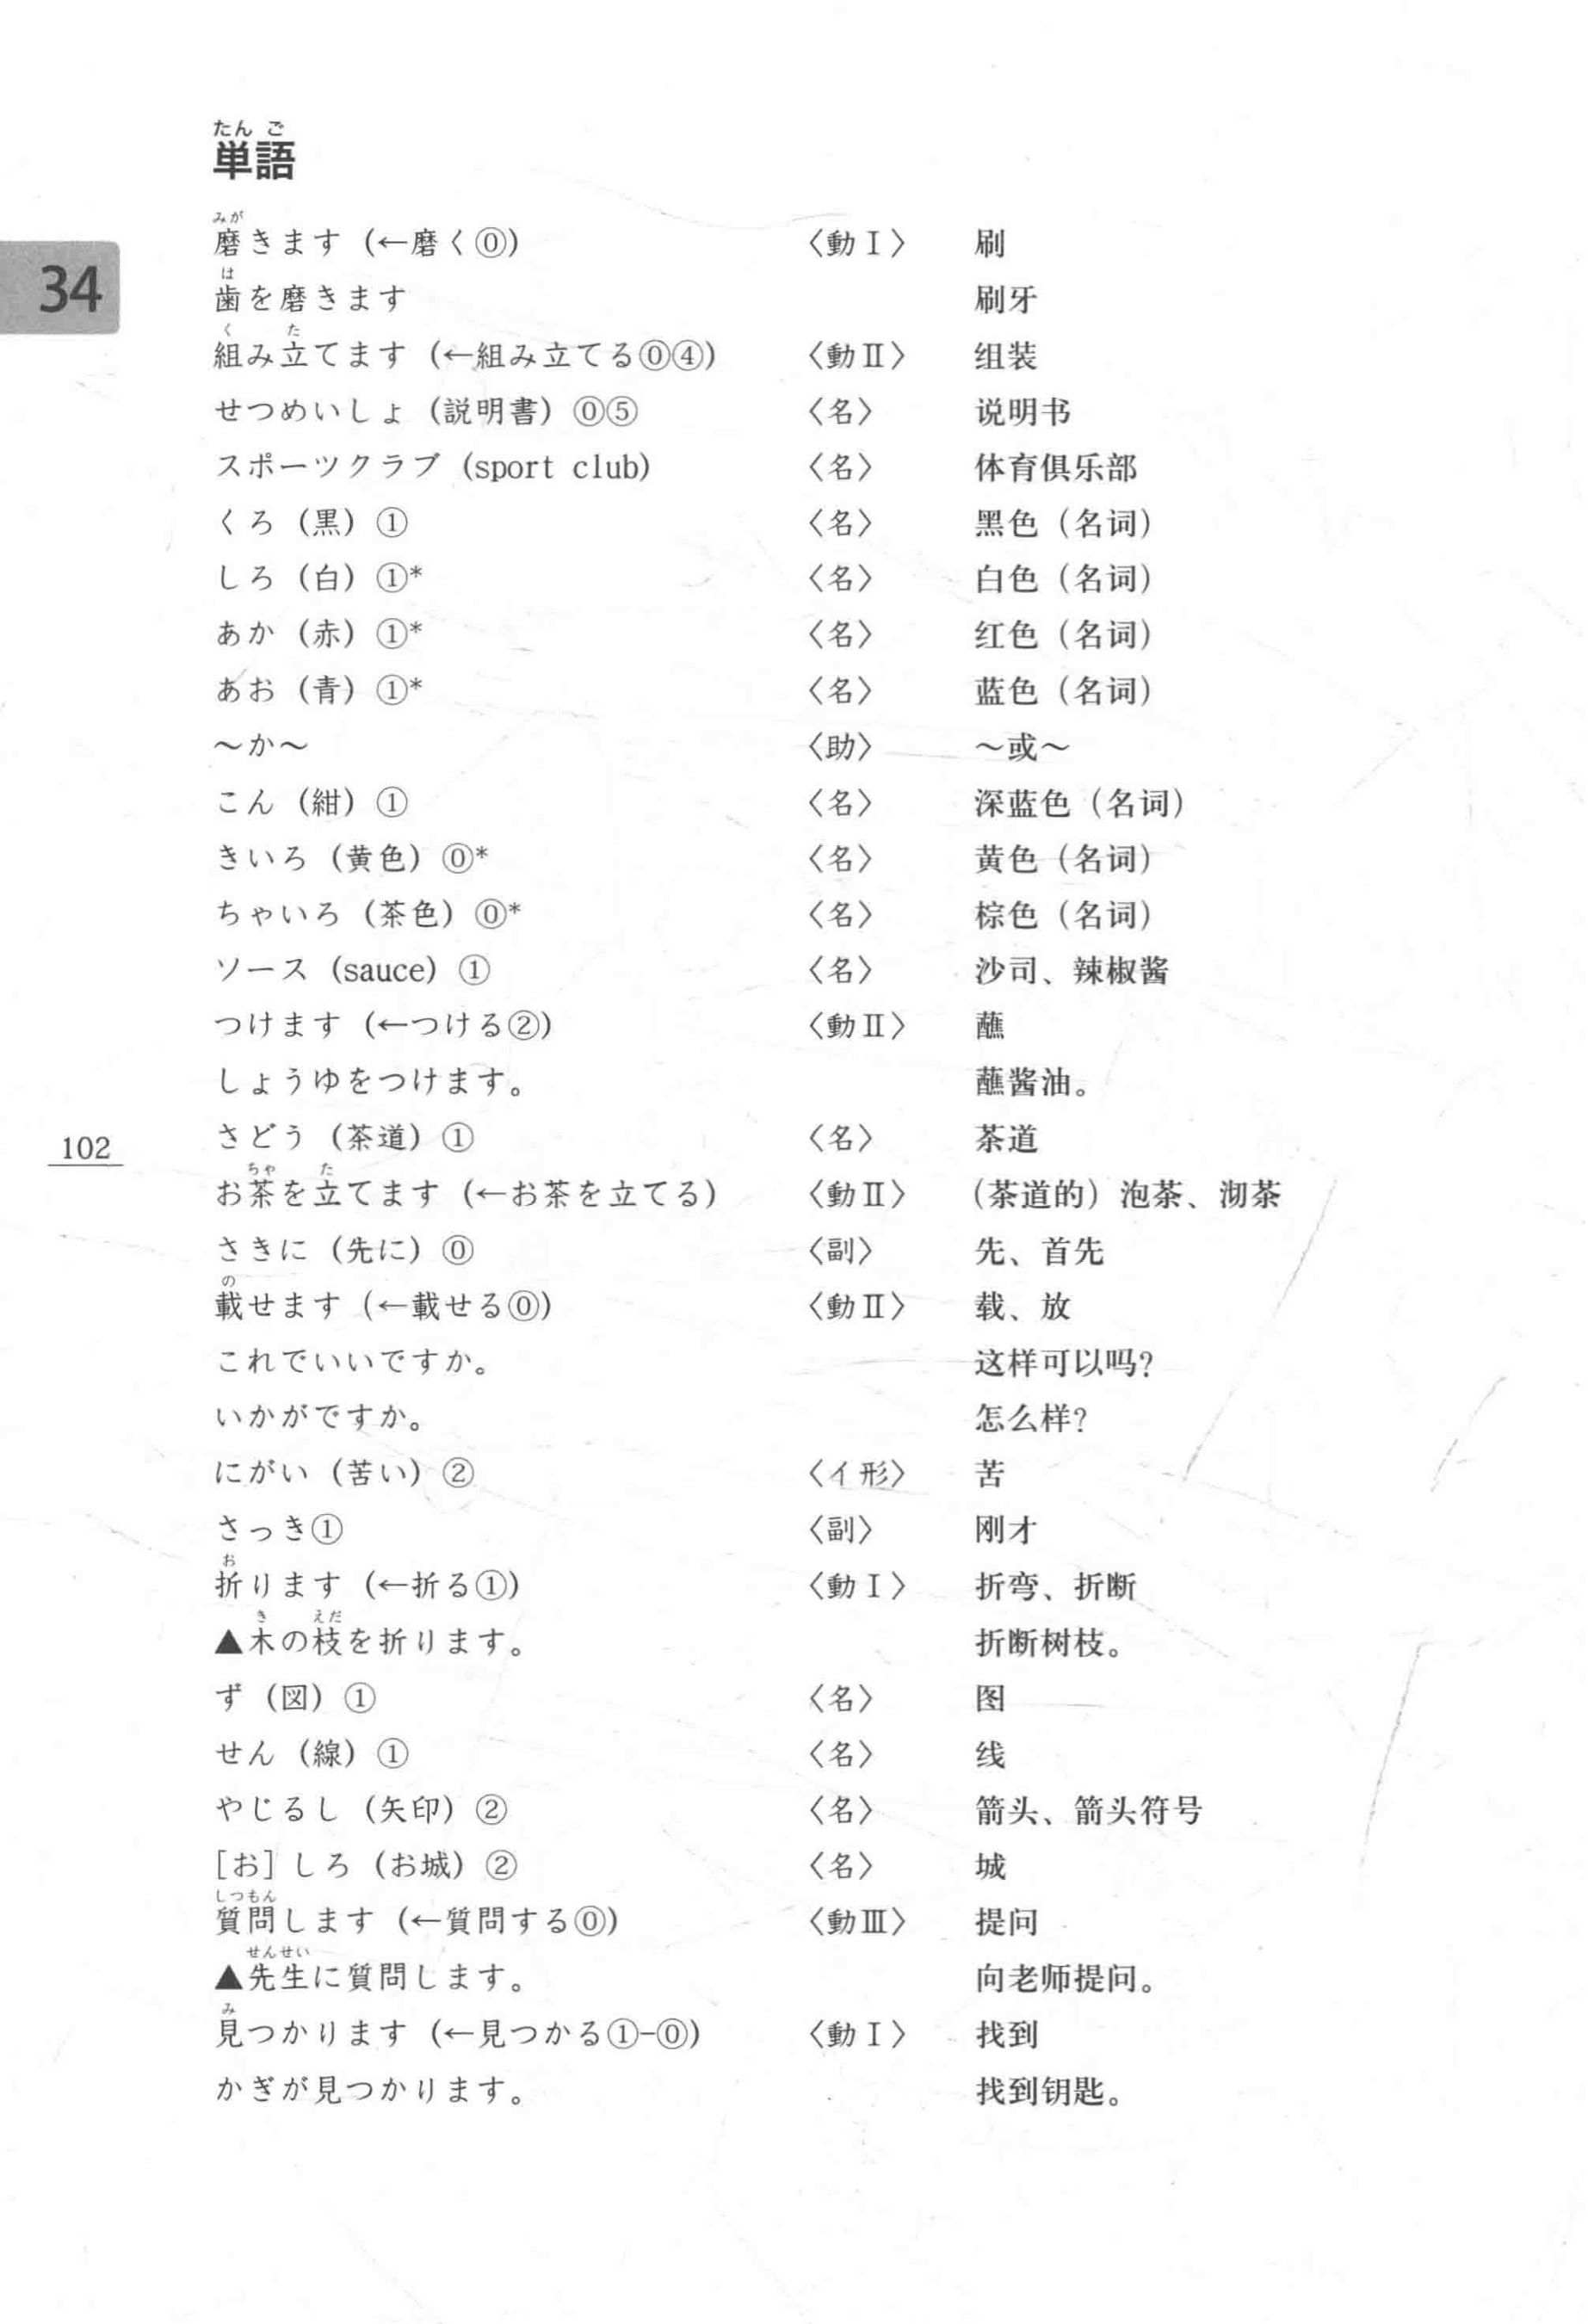 たん ご
単語
みが
磨きます (←磨く⓪) 〈動Ⅰ〉 刷
は
歯を磨きます 刷牙
く た
組み立てます (←組み立てる⓪④) 〈動Ⅱ〉 组装
せつめいしょ (説明書) ⓪⑤ 〈名〉 说明书
スポーツクラブ (sport club) 〈名〉 体育俱乐部
くろ (黒) ① 〈名〉 黑色 (名词)
しろ (白) ①* 〈名〉 白色 (名词)
あか (赤) ①* 〈名〉 红色 (名词)
あお (青) ①* 〈名〉 蓝色 (名词)
～か～ 〈助〉 ～或～
こん (紺) ① 〈名〉 深蓝色 (名词)
きいろ (黄色) ⓪* 〈名〉 黄色 (名词)
ちゃいろ (茶色) ⓪* 〈名〉 棕色 (名词)
ソース (sauce) ① 〈名〉 沙司、辣椒酱
つけます (←つける②) 〈動Ⅱ〉 蘸
しょうゆをつけます。 蘸酱油。
さどう (茶道) ① 〈名〉 茶道
ちゃ た
お茶を立てます (←お茶を立てる) 〈動Ⅱ〉 (茶道的) 泡茶、沏茶
さきに (先に) ⓪ 〈副〉 先、首先
の
載せます (←載せる⓪) 〈動Ⅱ〉 载、放
これでいいですか。 这样可以吗?
いかがですか。 怎么样?
にがい (苦い) ② 〈イ形〉 苦
さっき① 〈副〉 刚才
お
折ります (←折る①) 〈動Ⅰ〉 折弯、折断
き えだ
▲木の枝を折ります。 折断树枝。
ず (図) ① 〈名〉 图
せん (線) ① 〈名〉 线
やじるし (矢印) ② 〈名〉 箭头、箭头符号
[お] しろ (お城) ② 〈名〉 城
しつもん
質問します (←質問する⓪) 〈動Ⅲ〉 提问
せんせい
▲先生に質問します。 向老师提问。
み
見つかります (←見つかる①-⓪) 〈動Ⅰ〉 找到
かぎが見つかります。 找到钥匙。
34
102